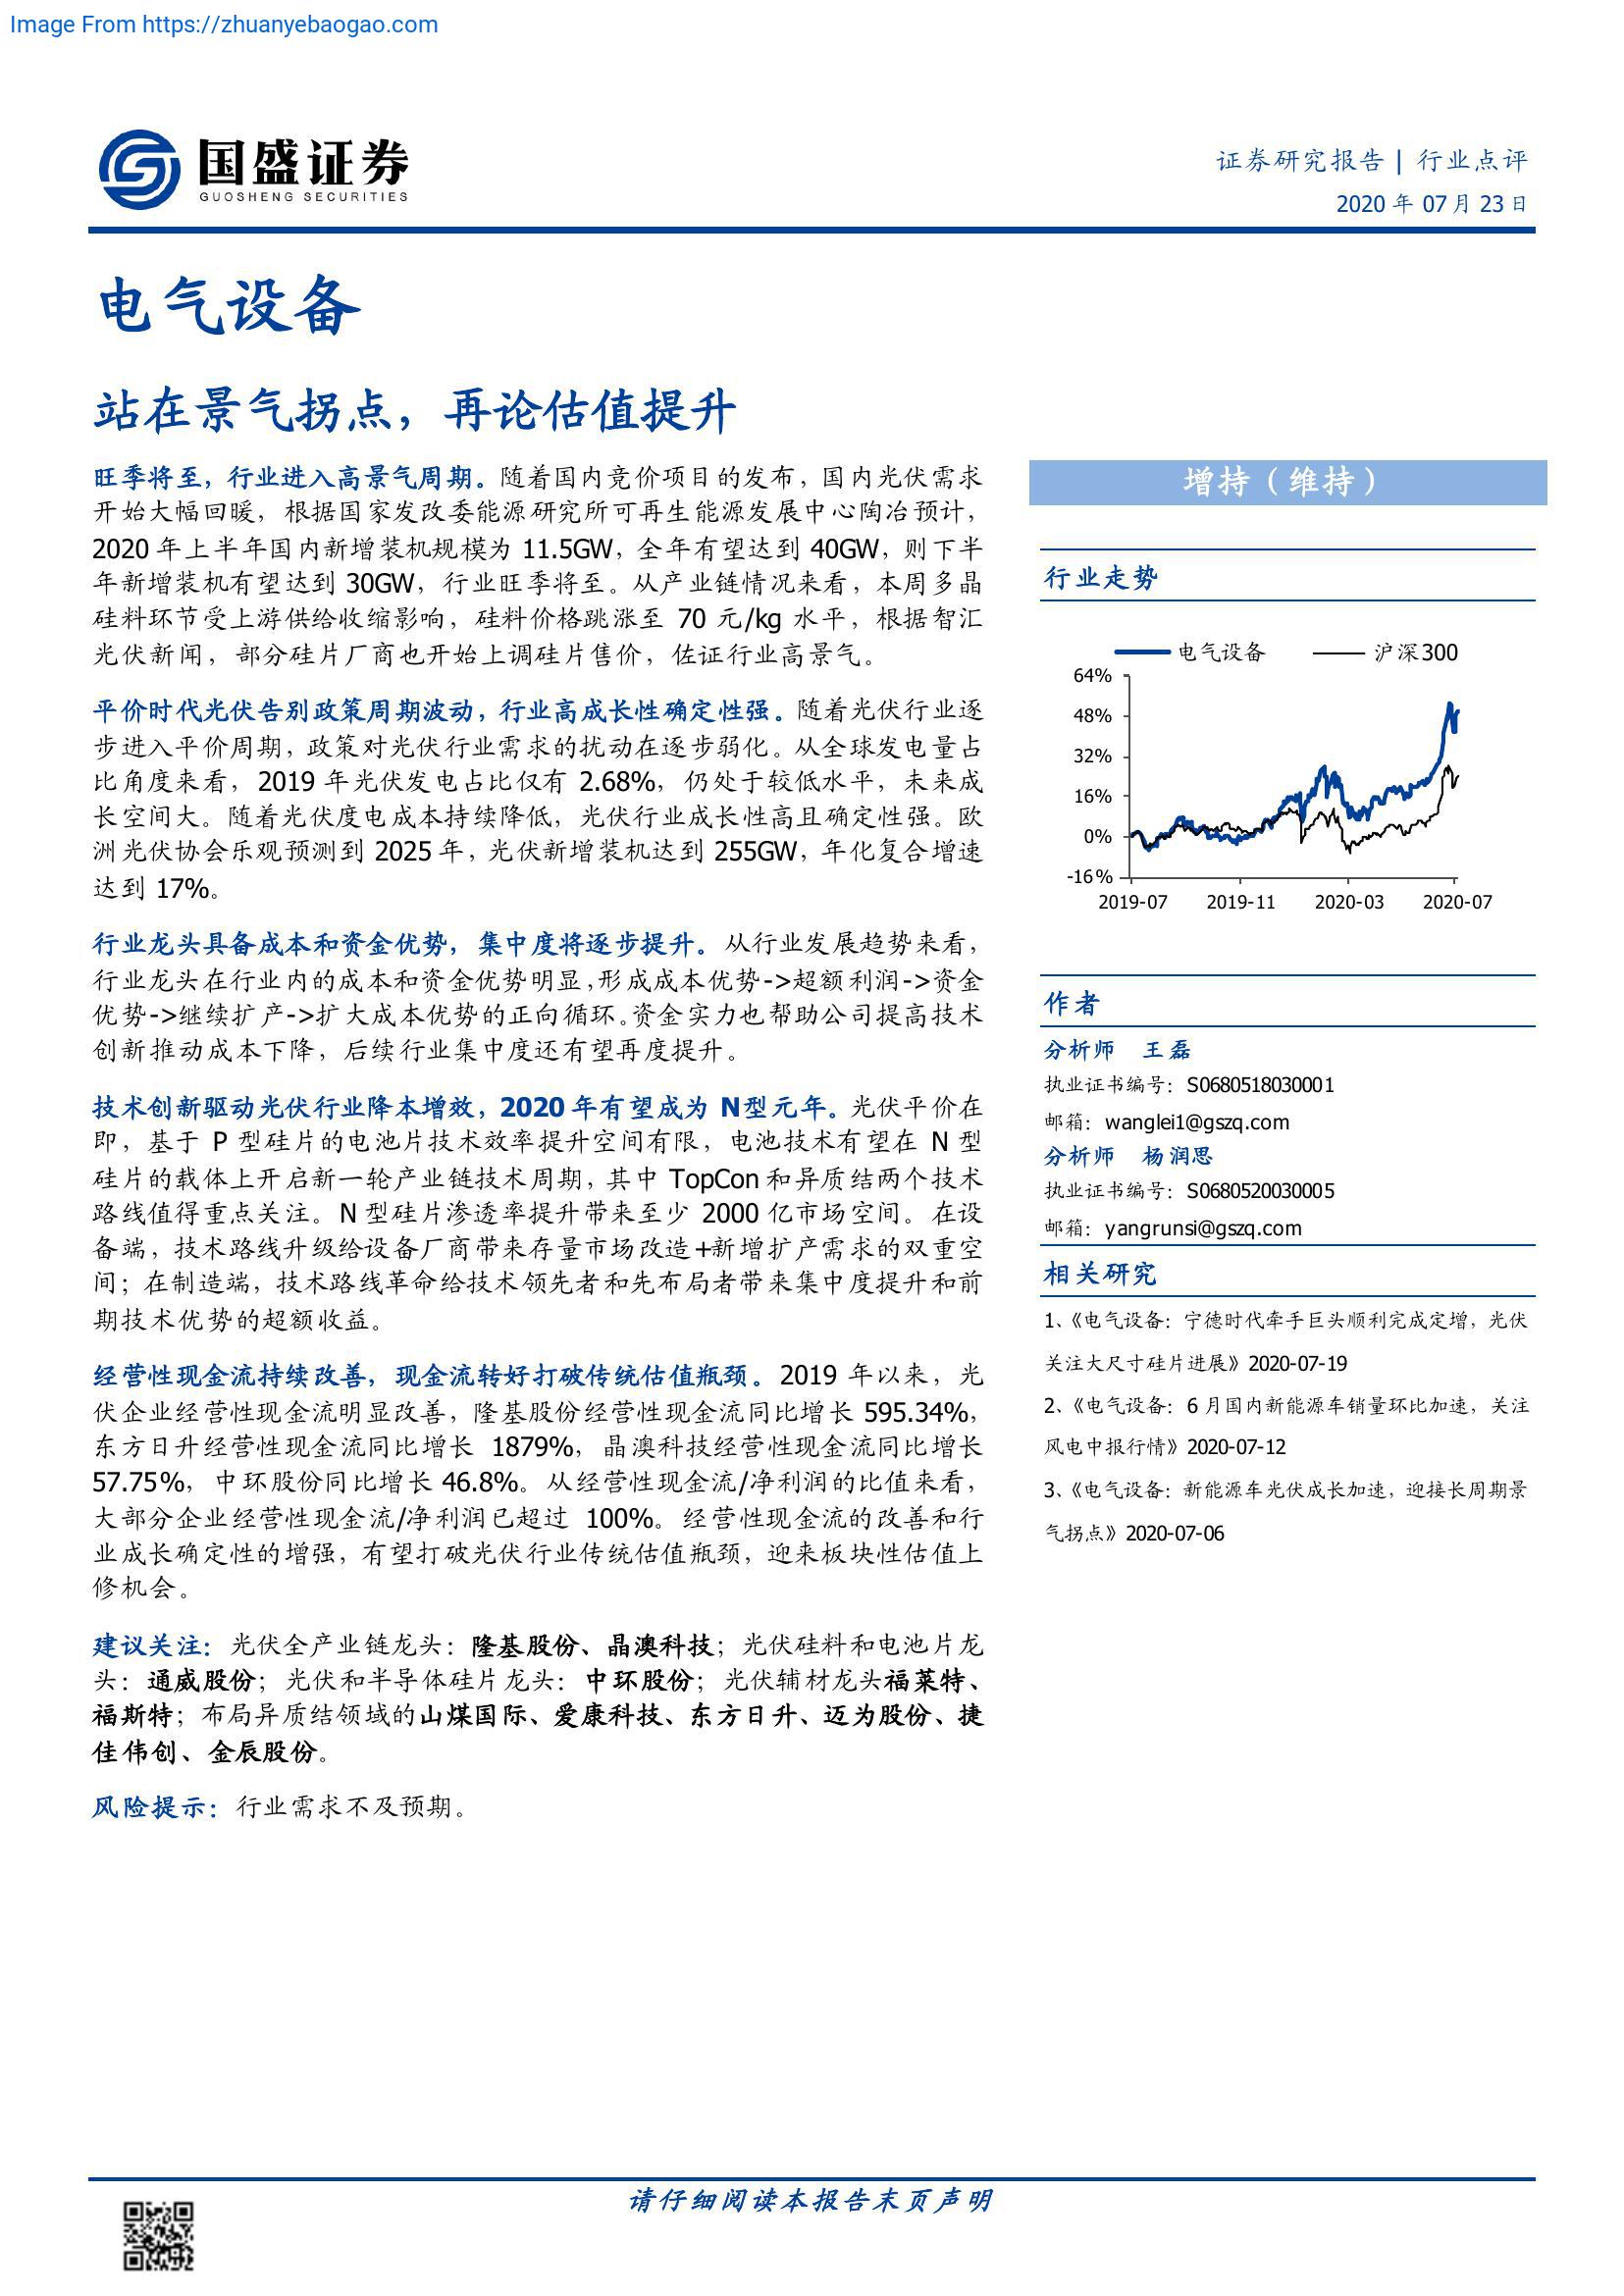 Image From https://zhuanyebaogao.com
国盛证券
GUOSHENG SECURITIES
证券研究报告 | 行业点评
2020 年 07 月 23 日
电气设备
站在景气拐点，再论估值提升
旺季将至，行业进入高景气周期。随着国内竞价项目的发布，国内光伏需求
开始大幅回暖，根据国家发改委能源研究所可再生能源发展中心陶冶预计，
2020 年上半年国内新增装机规模为 11.5GW，全年有望达到 40GW，则下半
年新增装机有望达到 30GW，行业旺季将至。从产业链情况来看，本周多晶
硅料环节受上游供给收缩影响，硅料价格跳涨至 70 元/kg 水平，根据智汇
光伏新闻，部分硅片厂商也开始上调硅片售价，佐证行业高景气。
平价时代光伏告别政策周期波动，行业高成长性确定性强。随着光伏行业逐
步进入平价周期，政策对光伏行业需求的扰动在逐步弱化。从全球发电量占
比角度来看，2019 年光伏发电占比仅有 2.68%，仍处于较低水平，未来成
长空间大。随着光伏度电成本持续降低，光伏行业成长性高且确定性强。欧
洲光伏协会乐观预测到 2025 年，光伏新增装机达到 255GW，年化复合增速
达到 17%。
行业龙头具备成本和资金优势，集中度将逐步提升。从行业发展趋势来看，
行业龙头在行业内的成本和资金优势明显,形成成本优势->超额利润->资金
优势->继续扩产->扩大成本优势的正向循环。资金实力也帮助公司提高技术
创新推动成本下降，后续行业集中度还有望再度提升。
技术创新驱动光伏行业降本增效，2020 年有望成为 N型元年。光伏平价在
即，基于 P 型硅片的电池片技术效率提升空间有限，电池技术有望在 N 型
硅片的载体上开启新一轮产业链技术周期，其中 TopCon 和异质结两个技术
路线值得重点关注。N 型硅片渗透率提升带来至少 2000 亿市场空间。在设
备端，技术路线升级给设备厂商带来存量市场改造+新增扩产需求的双重空
间；在制造端，技术路线革命给技术领先者和先布局者带来集中度提升和前
期技术优势的超额收益。
经营性现金流持续改善，现金流转好打破传统估值瓶颈。2019 年以来，光
伏企业经营性现金流明显改善，隆基股份经营性现金流同比增长 595.34%，
东方日升经营性现金流同比增长 1879%，晶澳科技经营性现金流同比增长
57.75%，中环股份同比增长 46.8%。从经营性现金流/净利润的比值来看，
大部分企业经营性现金流/净利润已超过 100%。经营性现金流的改善和行
业成长确定性的增强，有望打破光伏行业传统估值瓶颈，迎来板块性估值上
修机会。
建议关注：光伏全产业链龙头：隆基股份、晶澳科技；光伏硅料和电池片龙
头：通威股份；光伏和半导体硅片龙头：中环股份；光伏辅材龙头福莱特、
福斯特；布局异质结领域的山煤国际、爱康科技、东方日升、迈为股份、捷
佳伟创、金辰股份。
风险提示：行业需求不及预期。
增持（维持）
行业走势
电气设备 沪深300
64%
48%
32%
16%
0%
-16%
2019-07 2019-11 2020-03 2020-07
作者
分析师 王磊
执业证书编号：S0680518030001
邮箱：wanglei1@gszq.com
分析师 杨润思
执业证书编号：S0680520030005
邮箱：yangrunsi@gszq.com
相关研究
1、《电气设备：宁德时代牵手巨头顺利完成定增，光伏
关注大尺寸硅片进展》2020-07-19
2、《电气设备：6 月国内新能源车销量环比加速，关注
风电中报行情》2020-07-12
3、《电气设备：新能源车光伏成长加速，迎接长周期景
气拐点》2020-07-06
请仔细阅读本报告末页声明